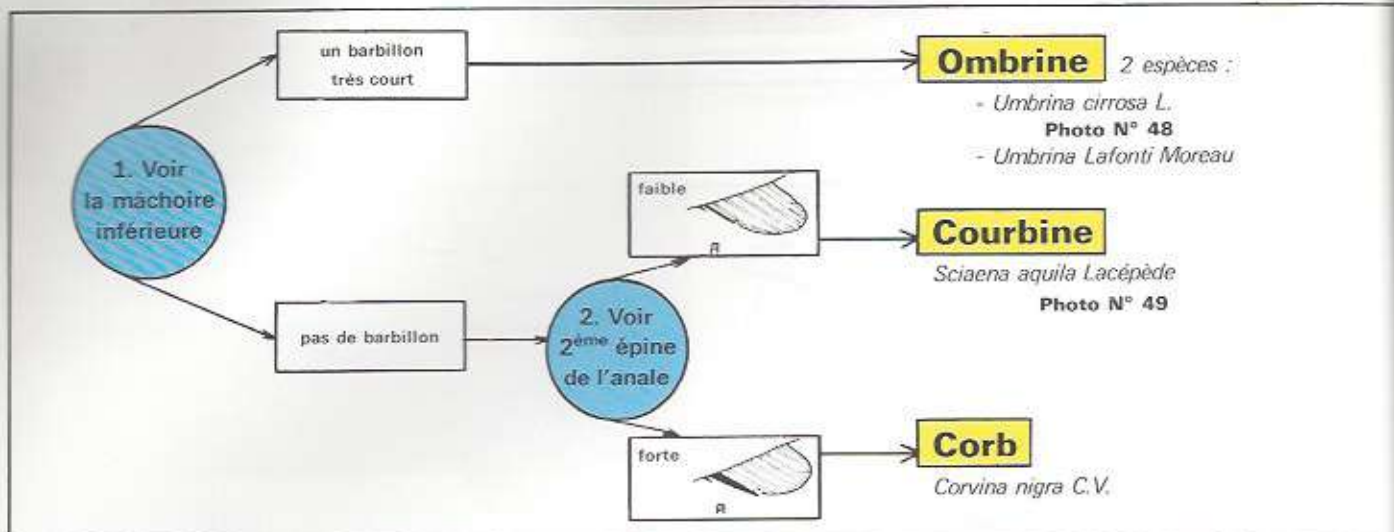 un barbillon
très court
Ombrine 2 espèces :
- Umbrina cirrosa L.
Photo N° 48
- Umbrina Lafonti Moreau
1. Voir
la mâchoire
inférieure
faible
A
Courbine
Sciaena aquila Lacépède
Photo N° 49
pas de barbillon
2. Voir
2ème épine
de l'anale
forte
A
Corb
Corvina nigra C.V.